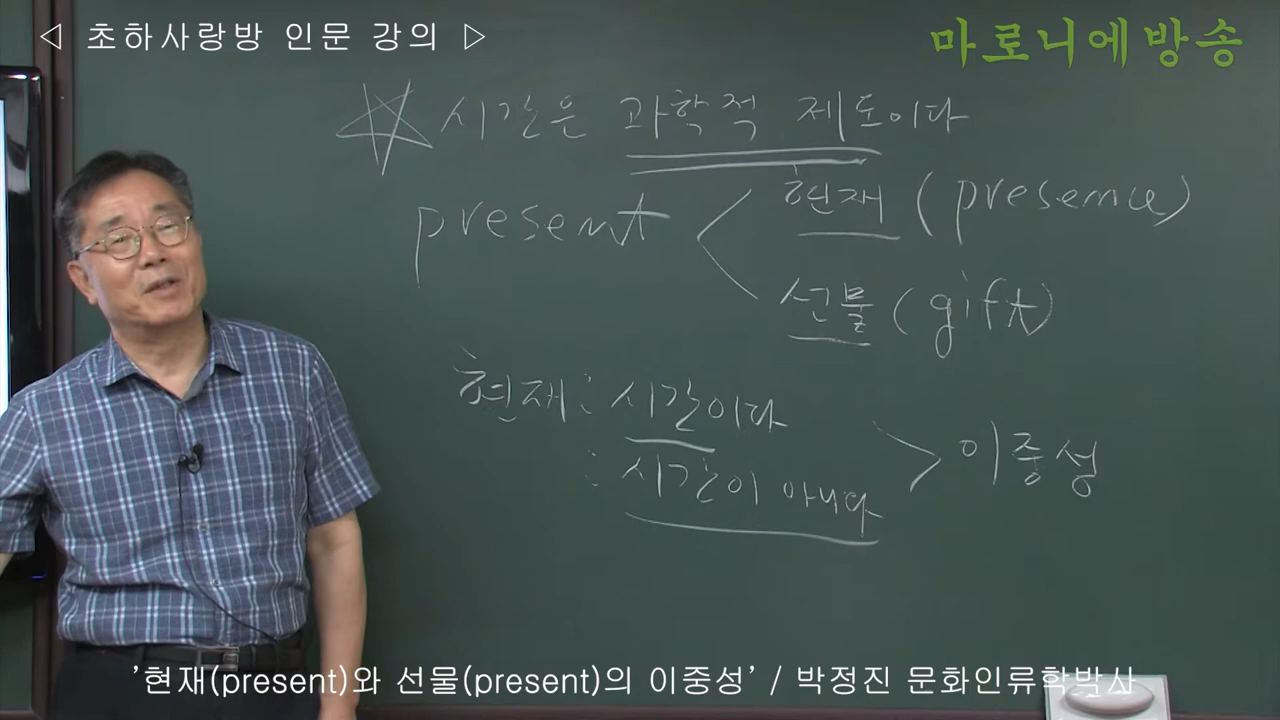 ◁ 초하사랑방 인문 강의 ▷
마로니에방송
☆ 시간은 과학적 제도이다
present < 현재 (presence)
선물 (gift)
현재 : 시간이다
: 시간이 아니다 > 이중성
'현재(present)와 선물(present)의 이중성' / 박정진 문화인류학박사